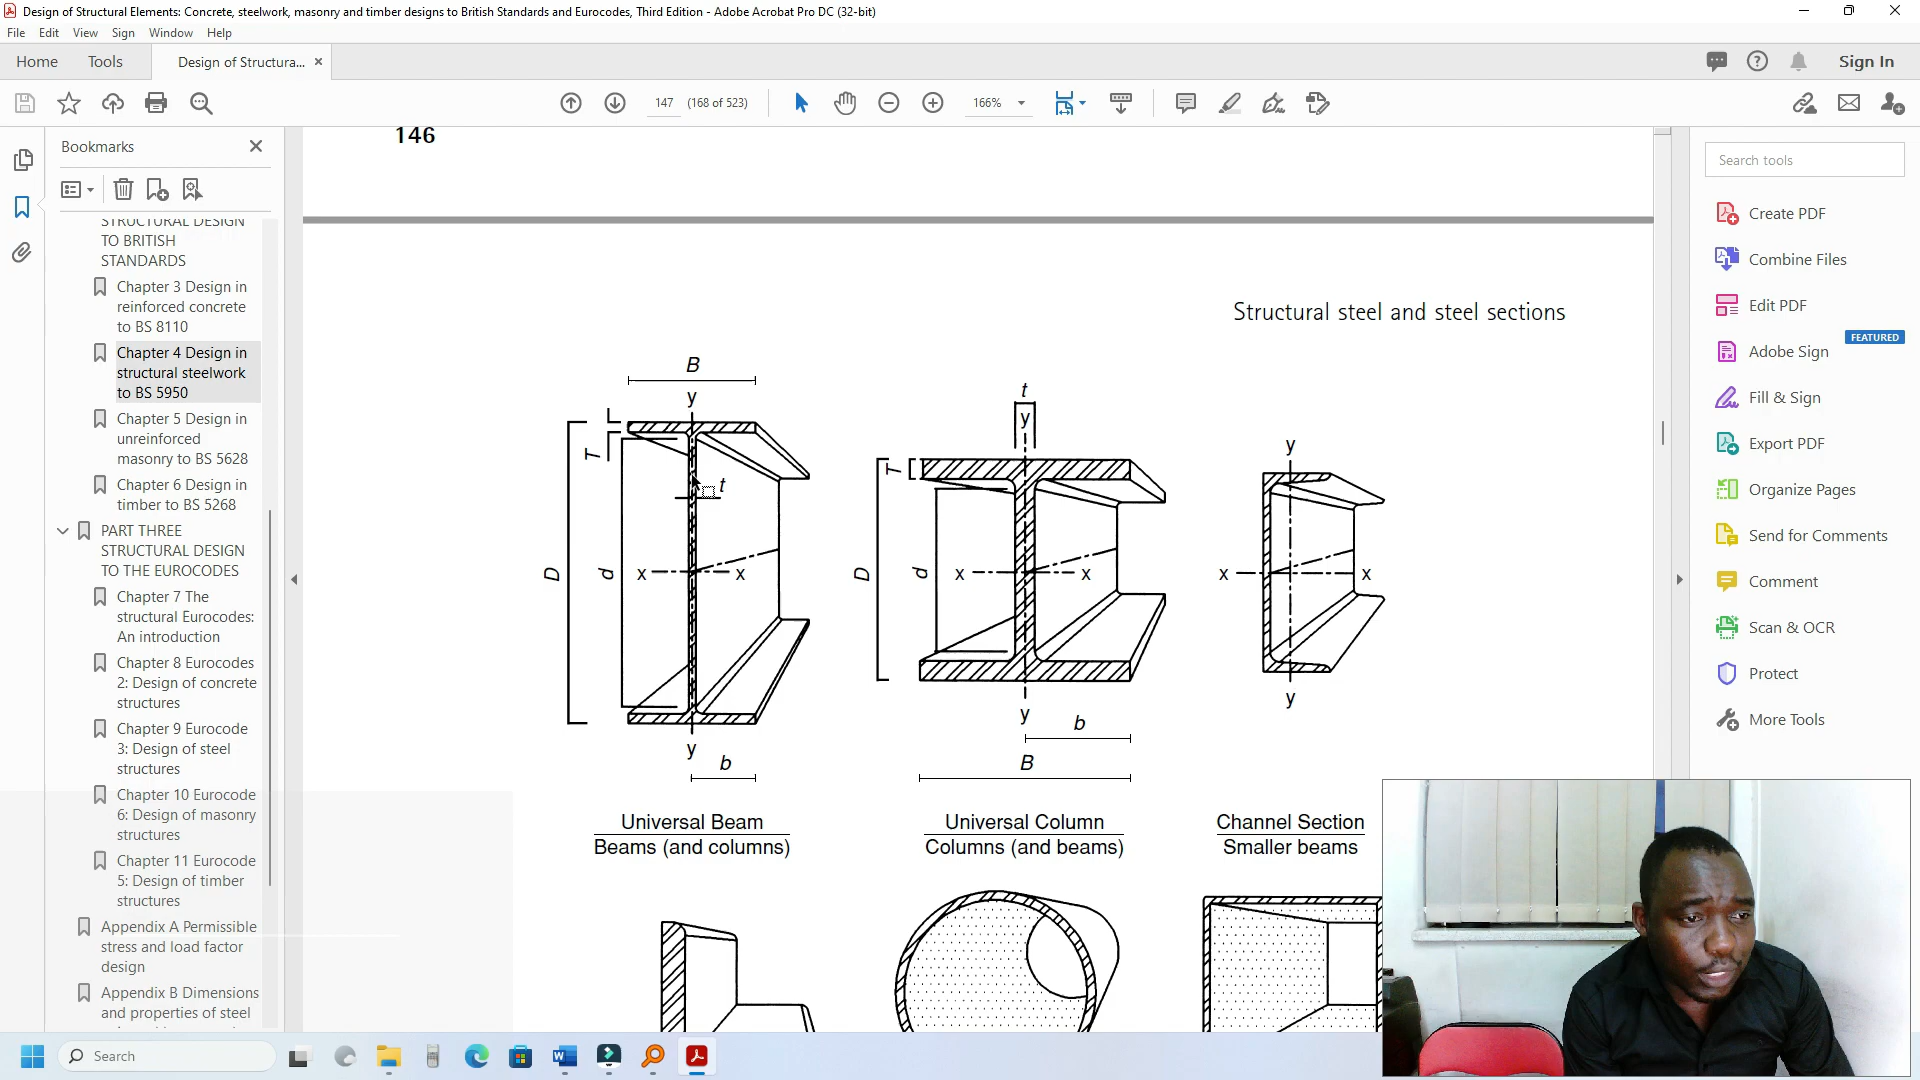 Design of Structural Elements: Concrete, steelwork, masonry and timber designs to British Standards and Eurocodes, Third Edition - Adobe Acrobat Pro DC (32-bit)
File Edit View Sign Window Help
Home Tools Design of Structura... Sign In
147 (168 of 523) 166%
Bookmarks
STRUCTURAL DESIGN
TO BRITISH
STANDARDS
Chapter 3 Design in
reinforced concrete
to BS 8110
Chapter 4 Design in
structural steelwork
to BS 5950
Chapter 5 Design in
unreinforced
masonry to BS 5628
Chapter 6 Design in
timber to BS 5268
PART THREE
STRUCTURAL DESIGN
TO THE EUROCODES
Chapter 7 The
structural Eurocodes:
An introduction
Chapter 8 Eurocodes
2: Design of concrete
structures
Chapter 9 Eurocode
3: Design of steel
structures
Chapter 10 Eurocode
6: Design of masonry
structures
Chapter 11 Eurocode
5: Design of timber
structures
Appendix A Permissible
stress and load factor
design
Appendix B Dimensions
and properties of steel
146
Structural steel and steel sections
B
y
T
t
D
d
x x
y
b
Universal Beam
Beams (and columns)
t
y
T
D
d
x x
y
b
B
Universal Column
Columns (and beams)
y
x x
y
Channel Section
Smaller beams
Search tools
Create PDF
Combine Files
Edit PDF
FEATURED
Adobe Sign
Fill & Sign
Export PDF
Organize Pages
Send for Comments
Comment
Scan & OCR
Protect
More Tools
Search